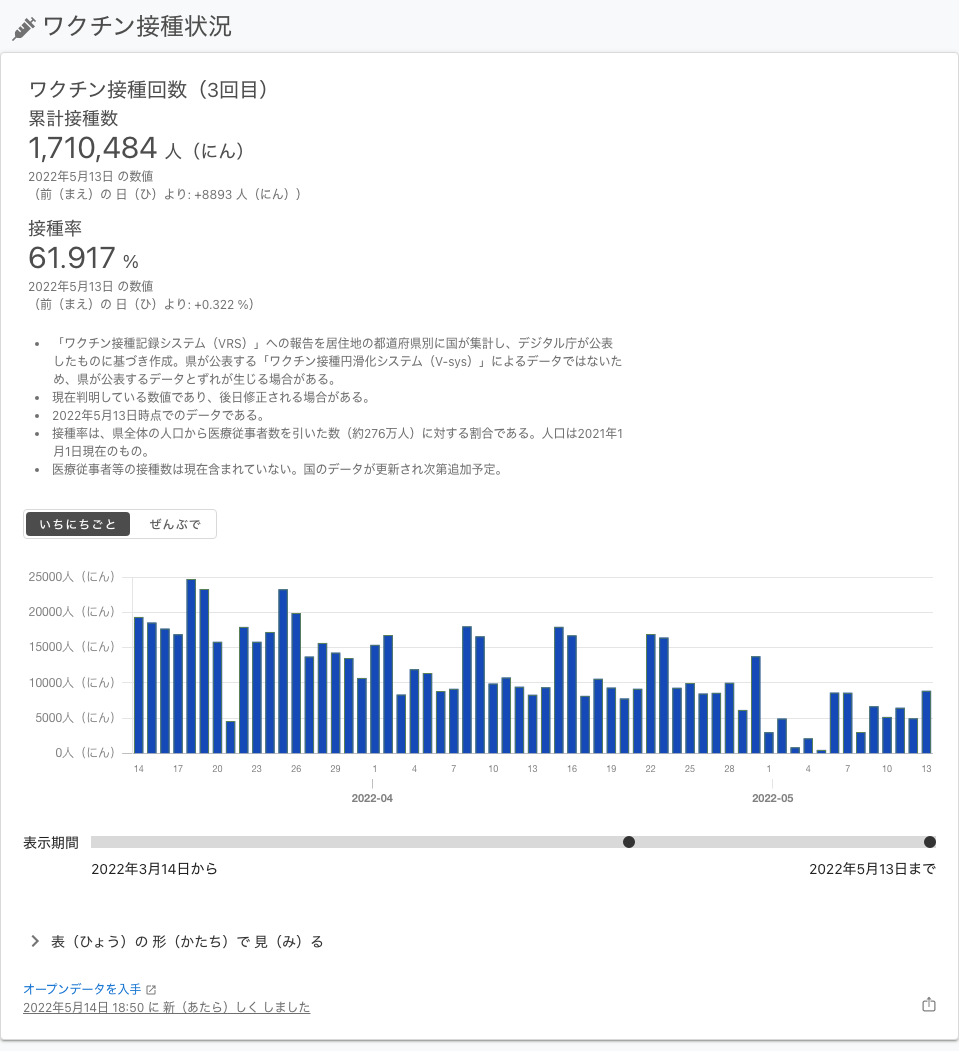 ワクチン接種状況
ワクチン接種回数（3回目）
累計接種数
1,710,484 人（にん）
2022年5月13日 の数値
（前（まえ）の 日（ひ）より: +8893 人（にん））
接種率
61.917 %
2022年5月13日 の数値
（前（まえ）の 日（ひ）より: +0.322 %）
• 「ワクチン接種記録システム（VRS）」への報告を居住地の都道府県別に国が集計し、デジタル庁が公表
したものに基づき作成。県が公表する「ワクチン接種円滑化システム（V-sys）」によるデータではないた
め、県が公表するデータとずれが生じる場合がある。
• 現在判明している数値であり、後日修正される場合がある。
• 2022年5月13日時点でのデータである。
• 接種率は、県全体の人口から医療従事者数を引いた数（約276万人）に対する割合である。人口は2021年1
月1日現在のもの。
• 医療従事者等の接種数は現在含まれていない。国のデータが更新され次第追加予定。
いちにちごと ぜんぶで
25000人（にん）
20000人（にん）
15000人（にん）
10000人（にん）
5000人（にん）
0人（にん）
14 17 20 23 26 29 1 4 7 10 13 16 19 22 25 28 1 4 7 10 13
2022-04 2022-05
表示期間
2022年3月14日から 2022年5月13日まで
表（ひょう）の 形（かたち）で 見（み）る
オープンデータを入手
2022年5月14日 18:50 に 新（あたら）しく しました